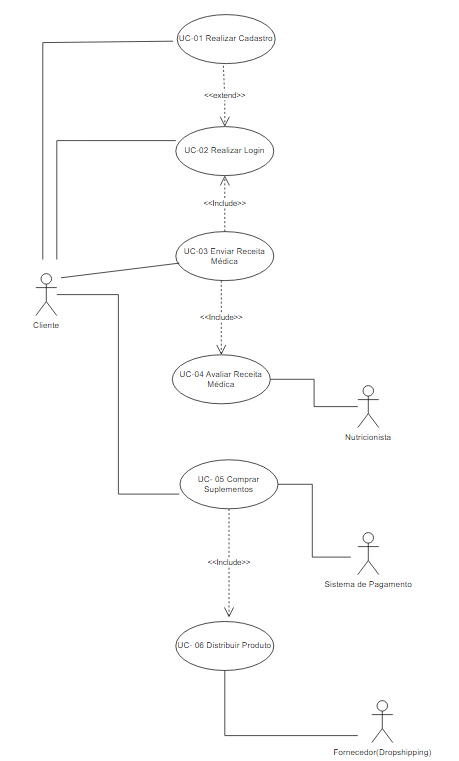 UC-01 Realizar Cadastro
<<extend>>
UC-02 Realizar Login
<<Include>>
UC-03 Enviar Receita
Médica
Cliente
<<Include>>
UC-04 Avaliar Receita
Médica
Nutricionista
UC- 05 Comprar
Suplementos
<<Include>>
Sistema de Pagamento
UC- 06 Distribuir Produto
Fornecedor(Dropshipping)